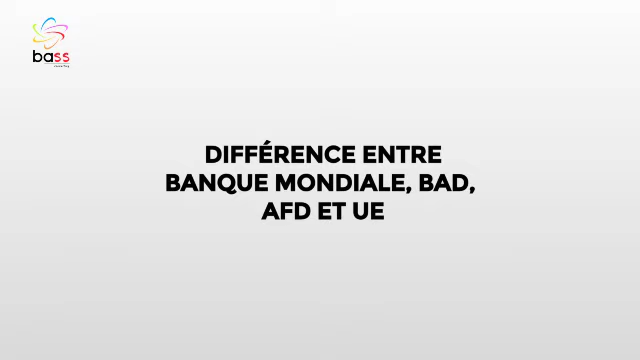 bass
DIFFÉRENCE ENTRE
BANQUE MONDIALE, BAD,
AFD ET UE